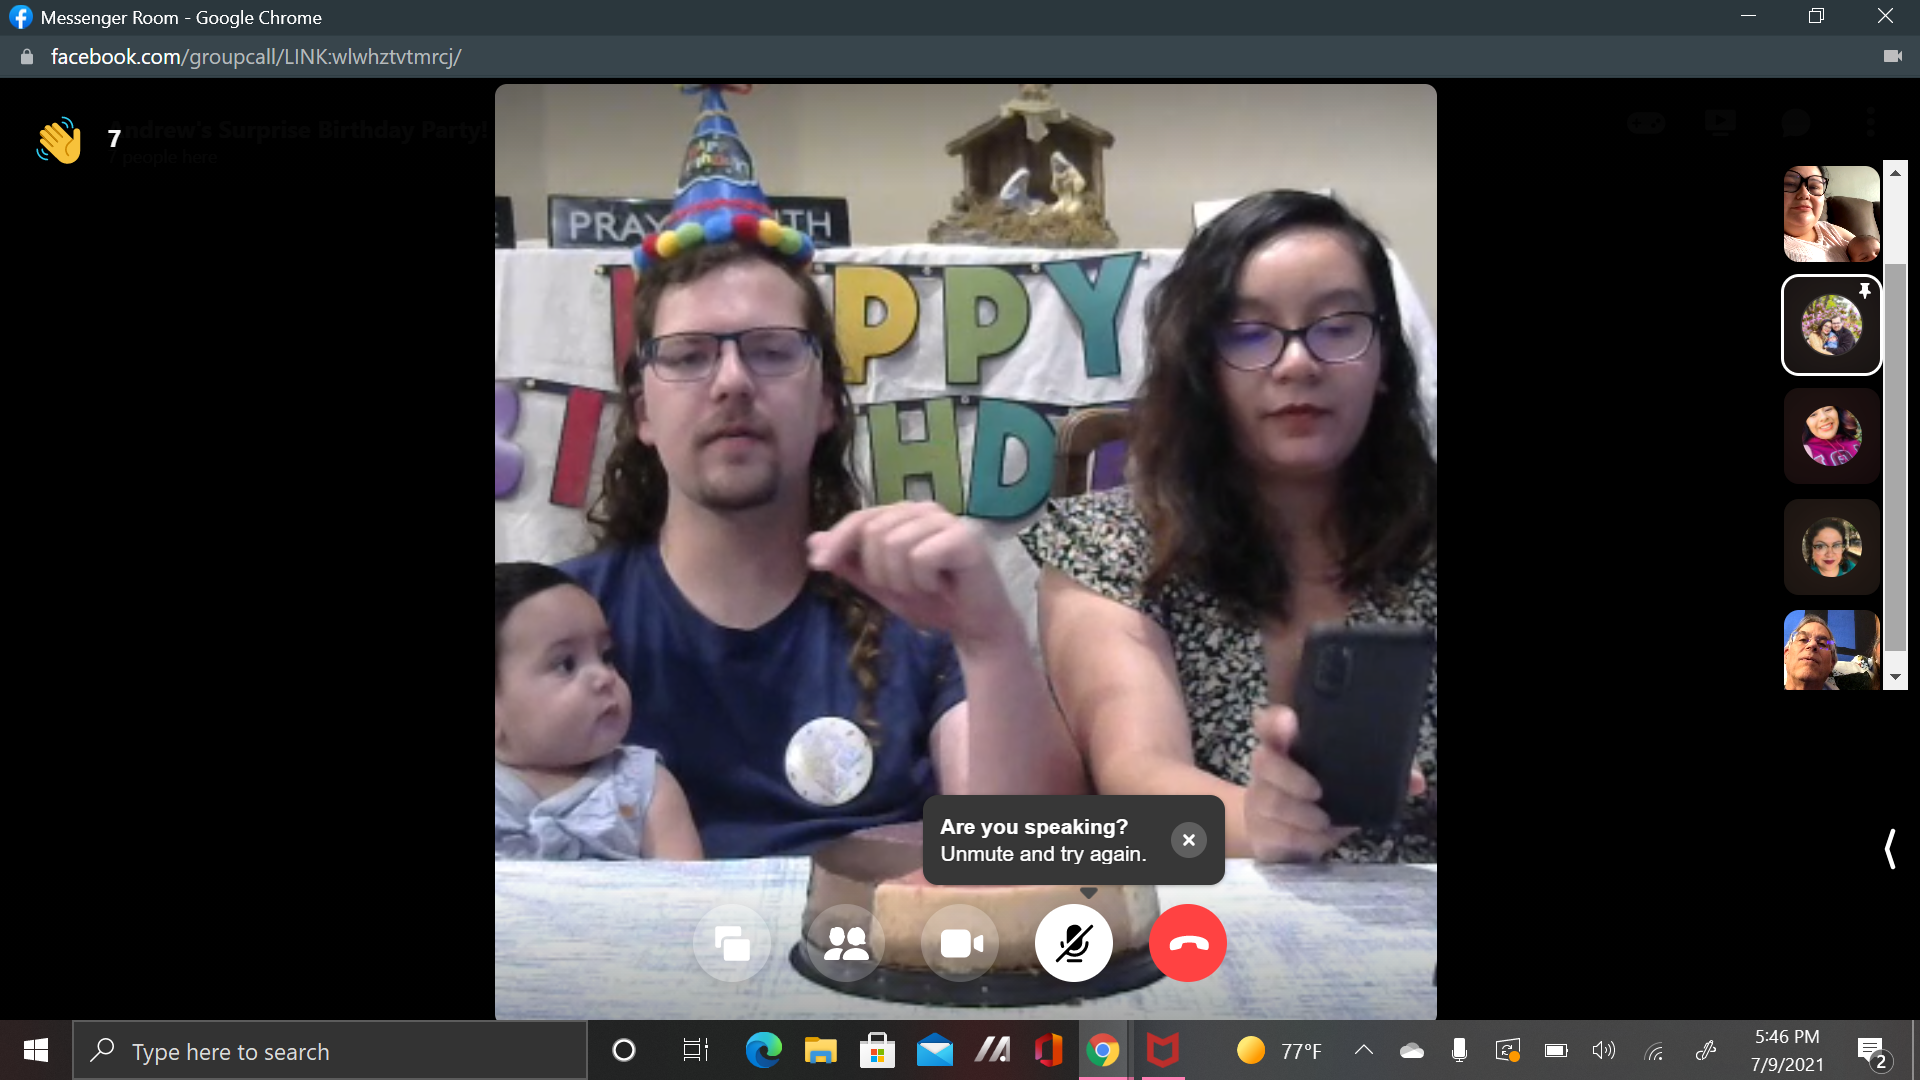 Messenger Room - Google Chrome
facebook.com/groupcall/LINK:wlwhztvtmrcj/
7
Andrew's Surprise Birthday Party!
people here
PRAY TH
PPY
BI HD
Are you speaking?
Unmute and try again.
Type here to search
77°F
5:46 PM
7/9/2021
2